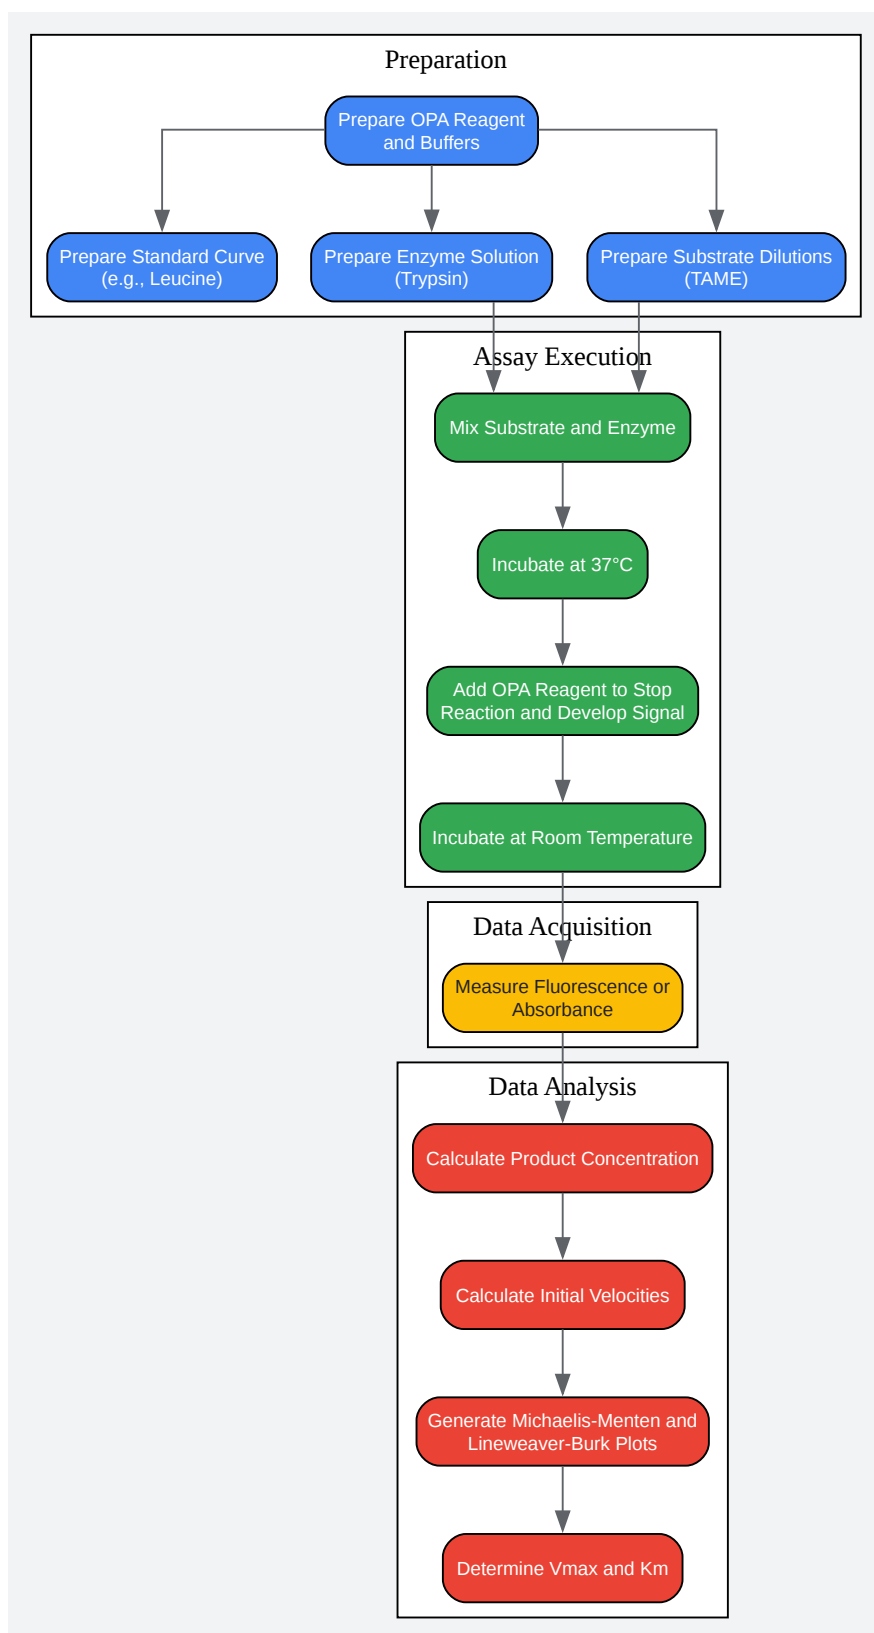 Preparation
Prepare OPA Reagent
and Buffers
Prepare Standard Curve
(e.g., Leucine)
Prepare Enzyme Solution
(Trypsin)
Prepare Substrate Dilutions
(TAME)
Assay Execution
Mix Substrate and Enzyme
Incubate at 37°C
Add OPA Reagent to Stop
Reaction and Develop Signal
Incubate at Room Temperature
Data Acquisition
Measure Fluorescence or
Absorbance
Data Analysis
Calculate Product Concentration
Calculate Initial Velocities
Generate Michaelis-Menten and
Lineweaver-Burk Plots
Determine Vmax and Km